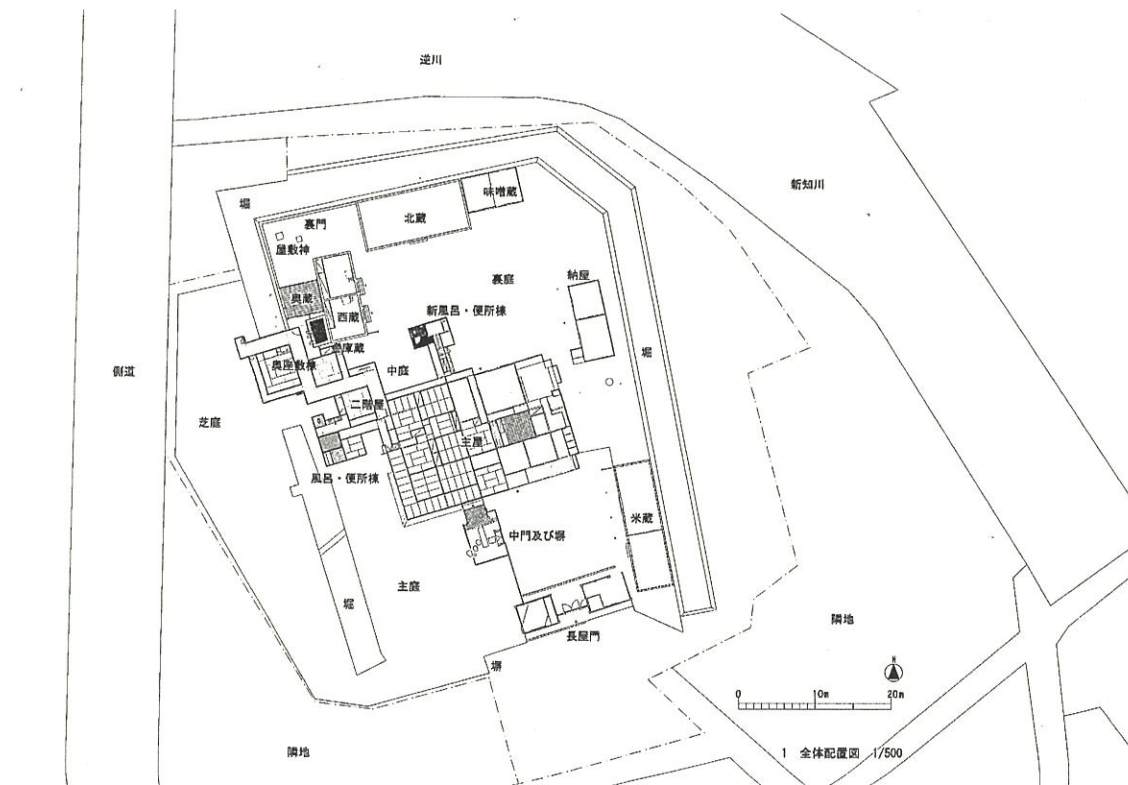 逆川
新知川
味噌蔵
北蔵
堀
裏門
屋敷神
裏庭
納屋
奥蔵
西蔵
新風呂・便所棟
金庫蔵
堀
奥座敷棟
中庭
側道
二階屋
芝庭
主屋
風呂・便所棟
米蔵
中門及び塀
主庭
堀
隣地
長屋門
塀
N
0 10m 20m
隣地
1 全体配置図 1/500